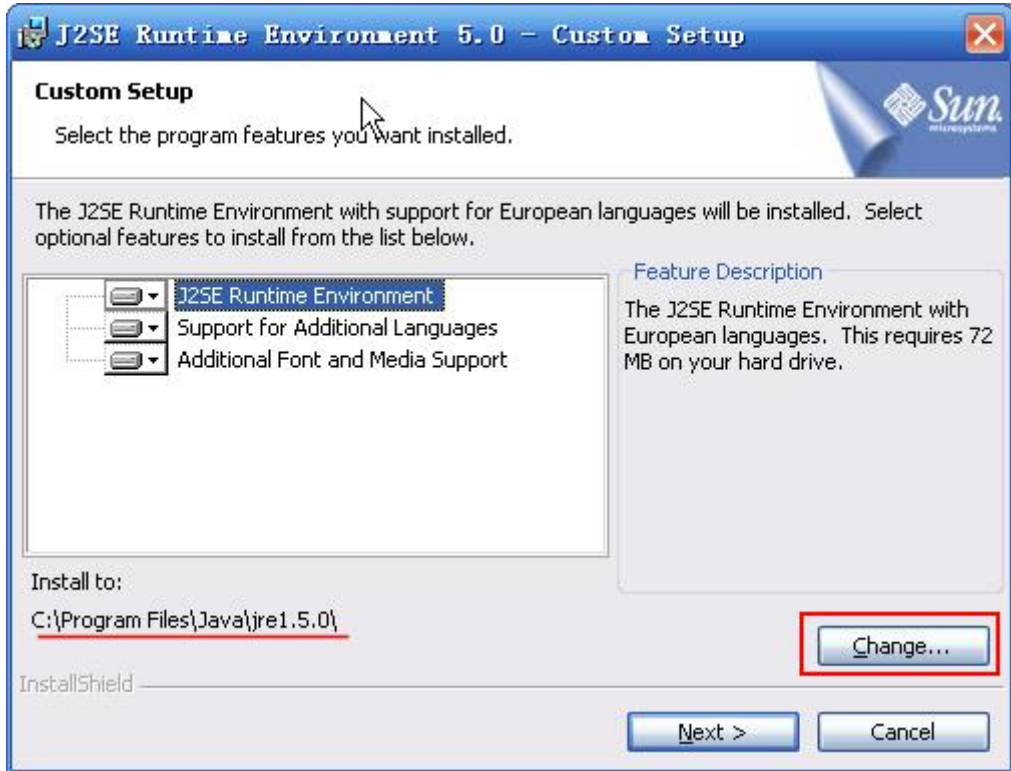 J2SE Runtime Environment 5.0 - Custom Setup
Custom Setup
Select the program features you want installed.
Sun
microsystems
The J2SE Runtime Environment with support for European languages will be installed. Select
optional features to install from the list below.
J2SE Runtime Environment
Support for Additional Languages
Additional Font and Media Support
Feature Description
The J2SE Runtime Environment with
European languages. This requires 72
MB on your hard drive.
Install to:
C:\Program Files\Java\jre1.5.0\
Change...
InstallShield
Next >
Cancel